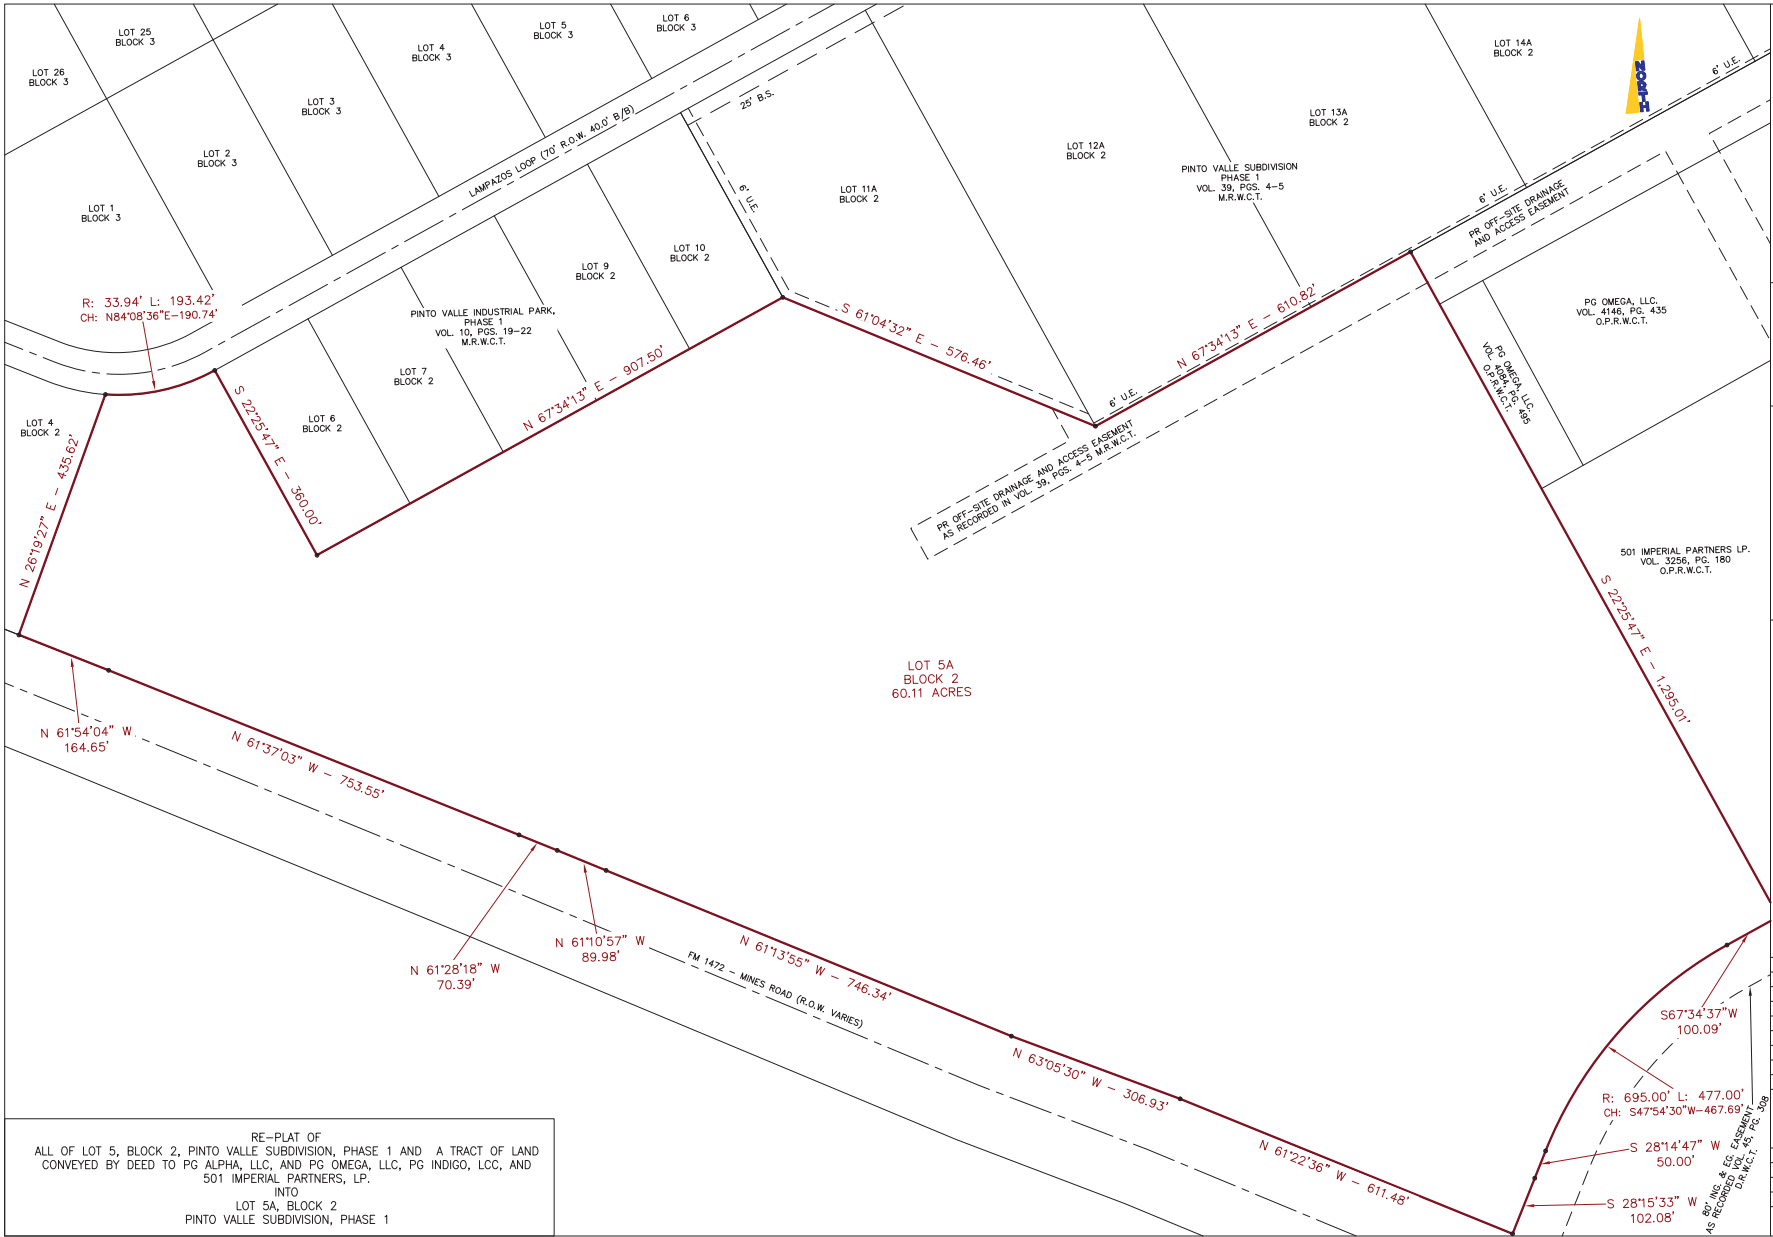 LOT 25
BLOCK 3
LOT 26
BLOCK 3
LOT 4
BLOCK 3
LOT 5
BLOCK 3
LOT 6
BLOCK 3
LOT 3
BLOCK 3
LOT 2
BLOCK 3
LOT 1
BLOCK 3
LAMPAZOS LOOP (70' R.O.W. 40.0' B/B)
25' B.S.
6' U.E.
LOT 11A
BLOCK 2
LOT 12A
BLOCK 2
LOT 13A
BLOCK 2
LOT 14A
BLOCK 2
NORTH
6' U.E.
PINTO VALLE SUBDIVISION
PHASE 1
VOL. 39, PGS. 4-5
M.R.W.C.T.
6' U.E.
PR OFF-SITE DRAINAGE
AND ACCESS EASEMENT
LOT 10
BLOCK 2
LOT 9
BLOCK 2
PINTO VALLE INDUSTRIAL PARK,
PHASE 1
VOL. 10, PGS. 19-22
M.R.W.C.T.
LOT 7
BLOCK 2
LOT 6
BLOCK 2
LOT 4
BLOCK 2
R: 33.94' L: 193.42'
CH: N84°08'36"E-190.74'
S 22°25'47" E - 360.00'
N 67°34'13" E - 907.50'
S 61°04'32" E - 576.46'
N 67°34'13" E - 610.82'
6' U.E.
PR OFF-SITE DRAINAGE AND ACCESS EASEMENT
AS RECORDED IN VOL. 39, PGS. 4-5 M.R.W.C.T.
PG OMEGA, LLC.
VOL. 4146, PG. 435
O.P.R.W.C.T.
PG OMEGA, LLC.
VOL. 4084, PG. 495
O.P.R.W.C.T.
501 IMPERIAL PARTNERS LP.
VOL. 3256, PG. 180
O.P.R.W.C.T.
S 22°25'47" E - 1,295.01'
N 26°19'27" E - 435.62'
LOT 5A
BLOCK 2
60.11 ACRES
N 61°54'04" W
164.65'
N 61°37'03" W - 753.55'
N 61°28'18" W
70.39'
N 61°10'57" W
89.98'
N 61°13'55" W - 746.34'
FM 1472 - MINES ROAD (R.O.W. VARIES)
N 63°05'30" W - 306.93'
N 61°22'36" W - 611.48'
S67°34'37"W
100.09'
R: 695.00' L: 477.00'
CH: S47°54'30"W-467.69'
S 28°14'47" W
50.00'
S 28°15'33" W
102.08'
80' ING. & EG. EASEMENT
AS RECORDED VOL. 45, PG. 308
D.R.W.C.T.
RE-PLAT OF
ALL OF LOT 5, BLOCK 2, PINTO VALLE SUBDIVISION, PHASE 1 AND A TRACT OF LAND
CONVEYED BY DEED TO PG ALPHA, LLC, AND PG OMEGA, LLC, PG INDIGO, LCC, AND
501 IMPERIAL PARTNERS, LP.
INTO
LOT 5A, BLOCK 2
PINTO VALLE SUBDIVISION, PHASE 1